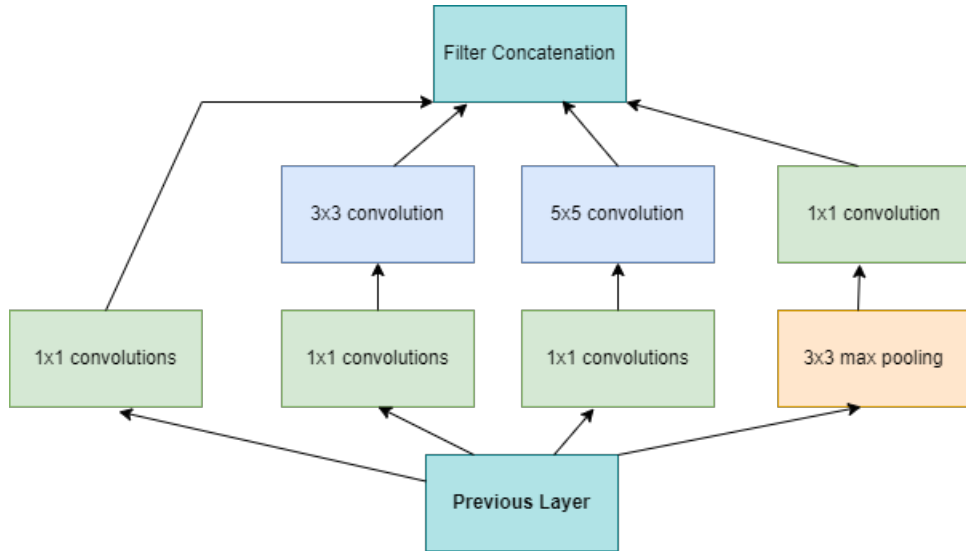 Filter Concatenation
3x3 convolution
5x5 convolution
1x1 convolution
1x1 convolutions
1x1 convolutions
1x1 convolutions
3x3 max pooling
Previous Layer